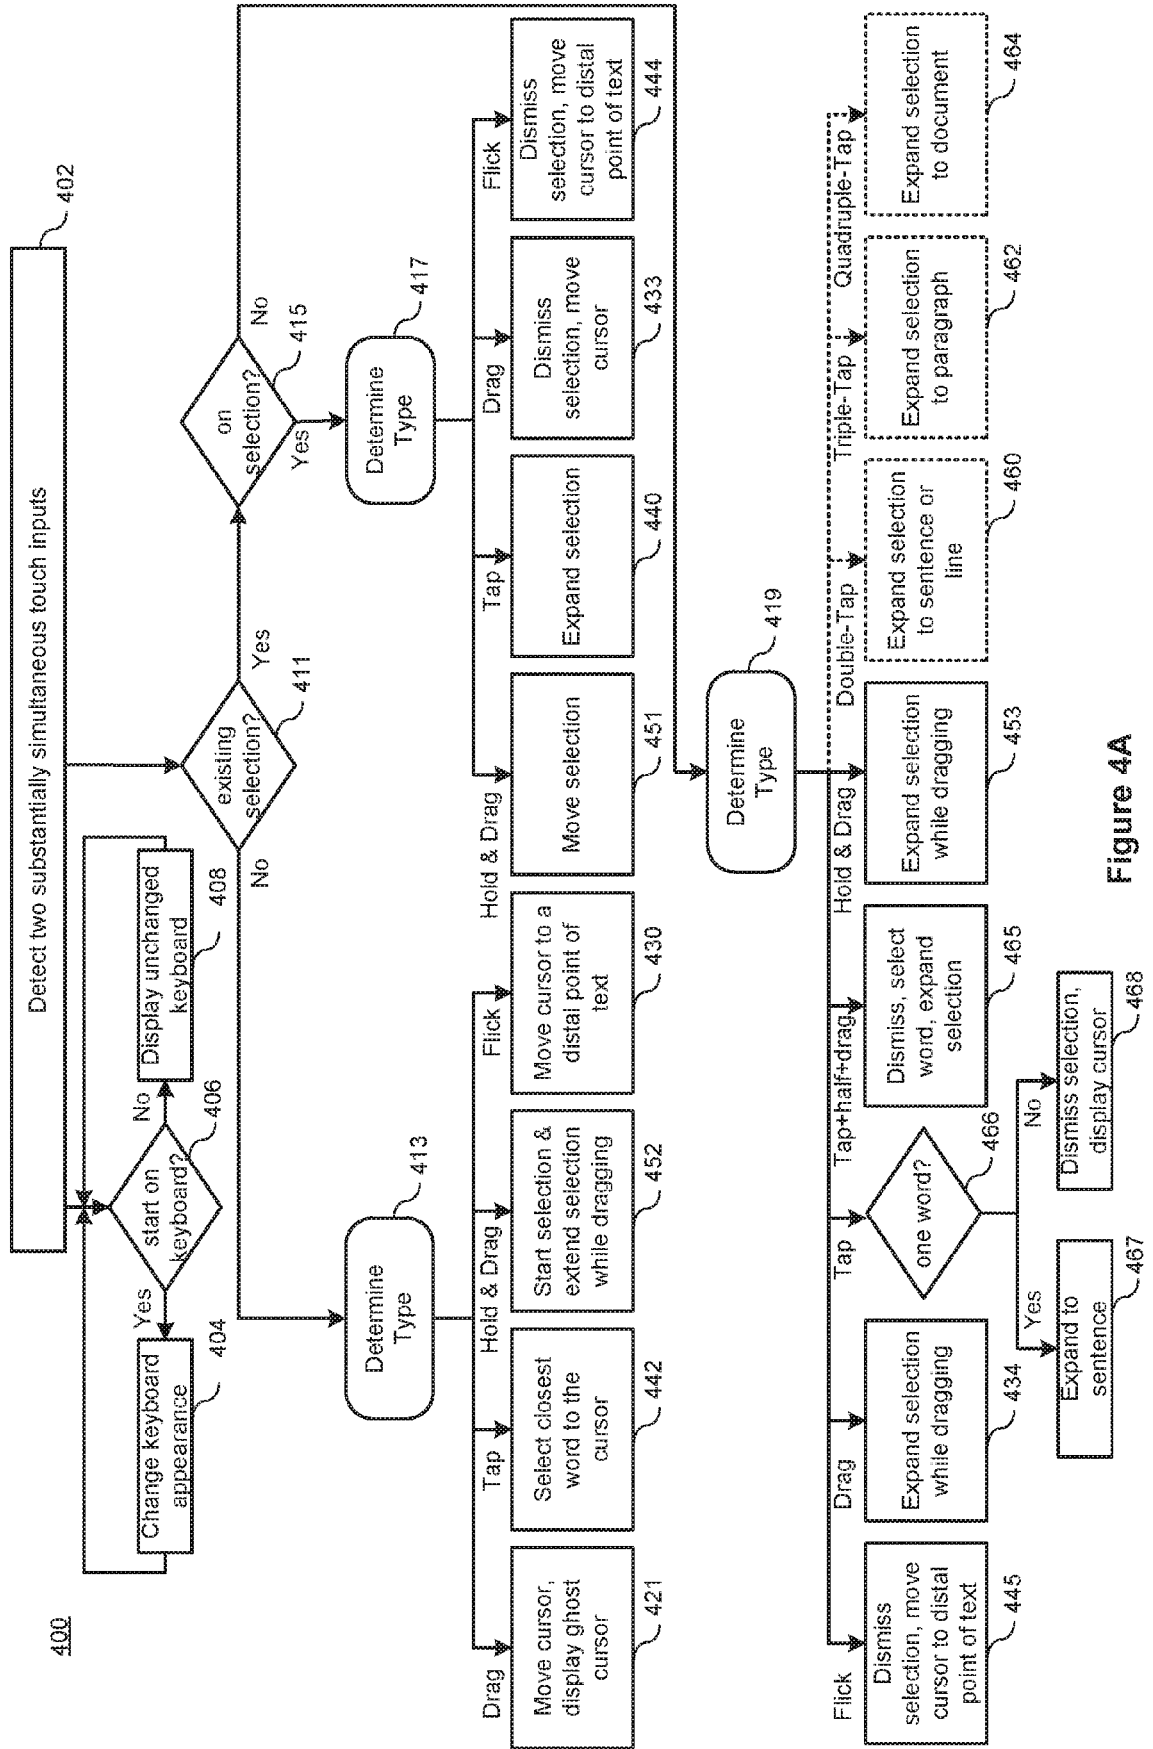 400
Detect two substantially simultaneous touch inputs
402
Change keyboard
appearance
404
Yes
start on
keyboard?
406
No
Display unchanged
keyboard
408
existing
selection?
411
No
Yes
on
selection?
415
Yes
No
Determine
Type
413
Determine
Type
417
Drag
Move cursor,
display ghost
cursor
421
Tap
Select closest
word to the
cursor
442
Hold & Drag
Start selection &
extend selection
while dragging
452
Flick
Move cursor to a
distal point of
text
430
Hold & Drag
Move selection
451
Tap
Expand selection
440
Drag
Dismiss
selection, move
cursor
433
Flick
Dismiss
selection, move
cursor to distal
point of text
444
Determine
Type
419
Flick
Dismiss
selection, move
cursor to distal
point of text
445
Drag
Expand selection
while dragging
434
Tap
one word?
466
Yes
Expand to
sentence
467
No
Dismiss selection,
display cursor
468
Tap+half+drag
Dismiss, select
word, expand
selection
465
Hold & Drag
Expand selection
while dragging
453
Double-Tap
Expand selection
to sentence or
line
460
Triple-Tap
Expand selection
to paragraph
462
Quadruple-Tap
Expand selection
to document
464
Figure 4A